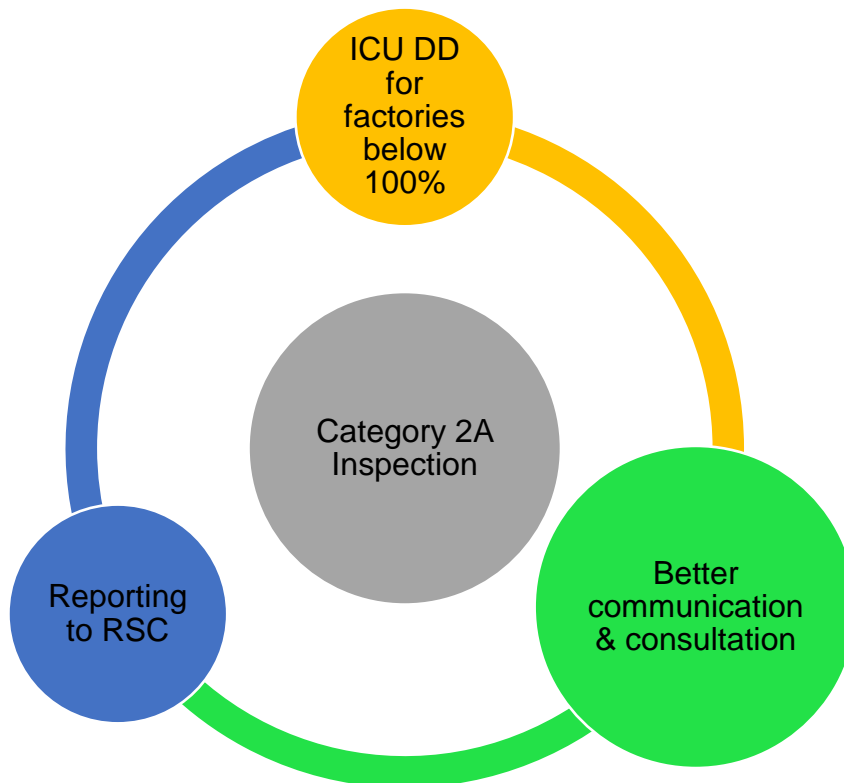 ICU DD
for
factories
below
100%
Category 2A
Inspection
Better
communication
& consultation
Reporting
to RSC